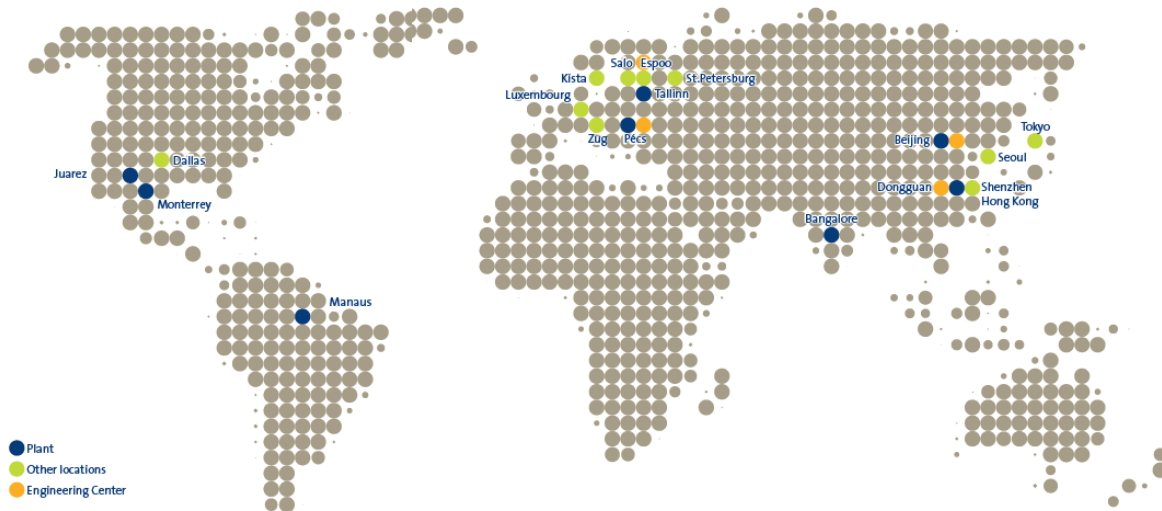 Salo Espoo
Kista
St.Petersburg
Luxembourg
Tallinn
Zug
Pécs
Beijing
Tokyo
Seoul
Dallas
Juarez
Monterrey
Dongguan
Shenzhen
Hong Kong
Bangalore
Manaus
Plant
Other locations
Engineering Center